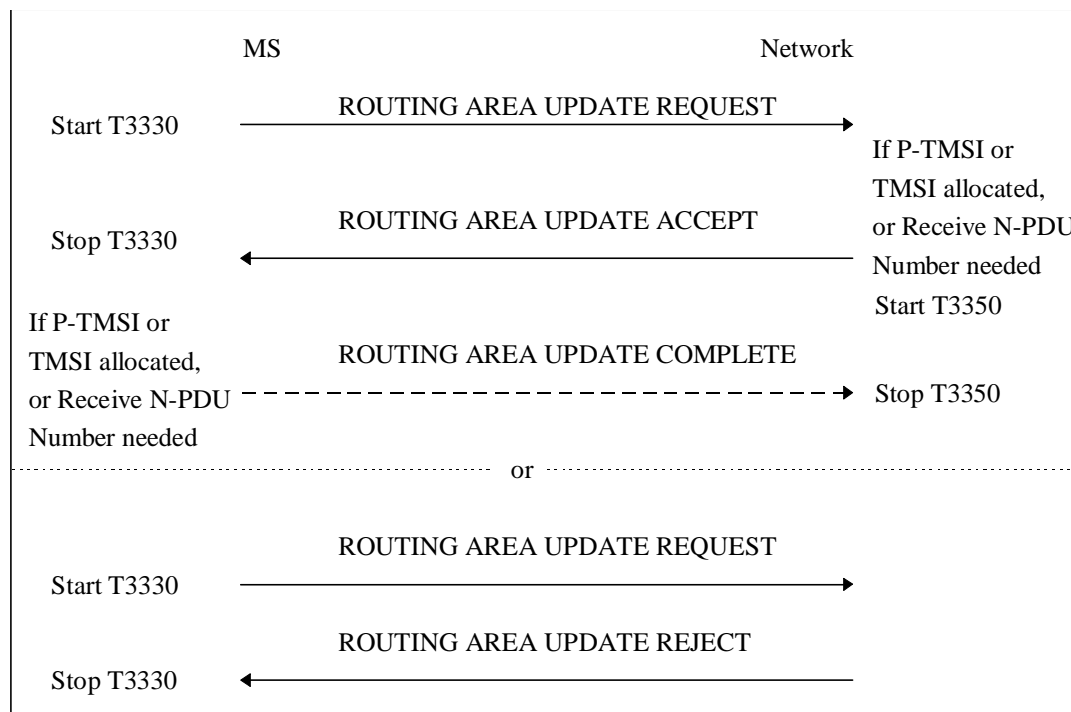 MS Network
ROUTING AREA UPDATE REQUEST
Start T3330
If P-TMSI or
TMSI allocated,
or Receive N-PDU
Number needed
Start T3350
ROUTING AREA UPDATE ACCEPT
Stop T3330
If P-TMSI or
TMSI allocated,
or Receive N-PDU
Number needed
ROUTING AREA UPDATE COMPLETE
Stop T3350
or
ROUTING AREA UPDATE REQUEST
Start T3330
ROUTING AREA UPDATE REJECT
Stop T3330